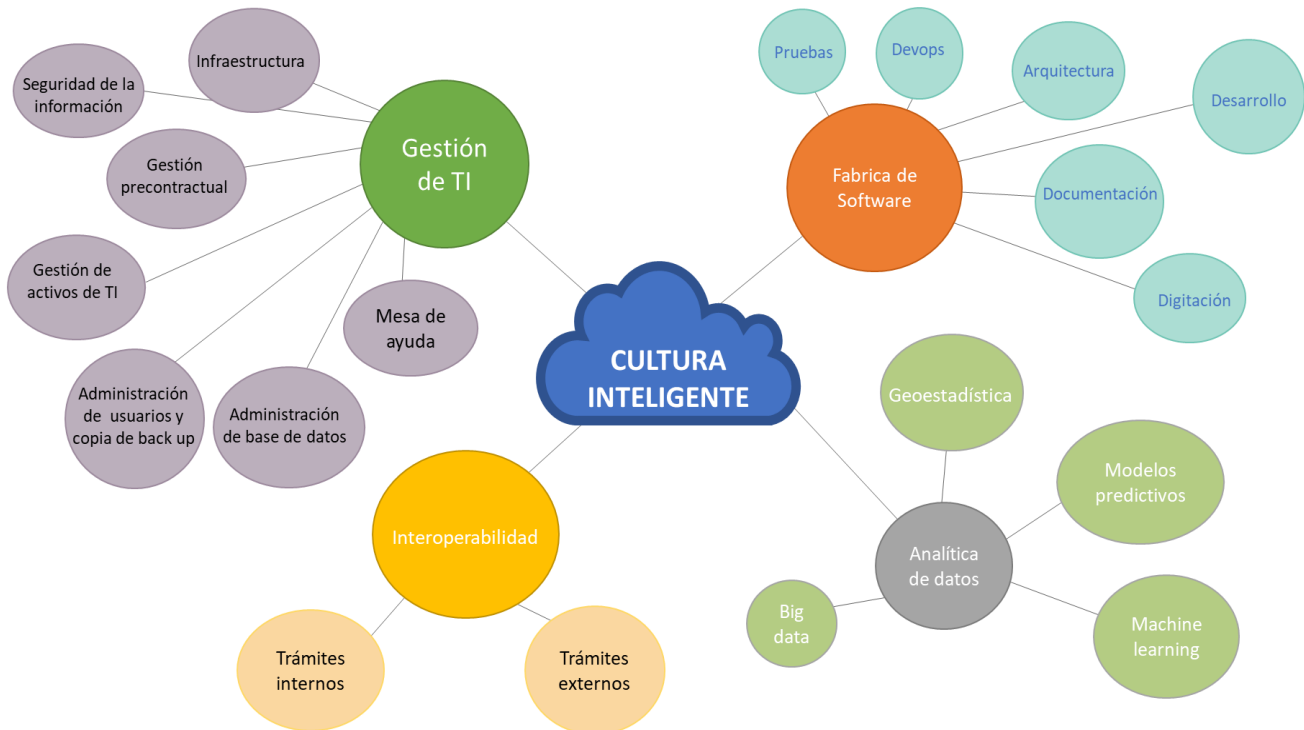 Infraestructura
Seguridad de la
información
Gestión
precontractual
Gestión de
activos de TI
Administración
de usuarios y
copia de back up
Administración
de base de datos
Mesa de
ayuda
Gestión
de TI
Pruebas
Devops
Arquitectura
Desarrollo
Documentación
Digitación
Fabrica de
Software
CULTURA
INTELIGENTE
Interoperabilidad
Trámites
internos
Trámites
externos
Geoestadística
Modelos
predictivos
Analítica
de datos
Big
data
Machine
learning